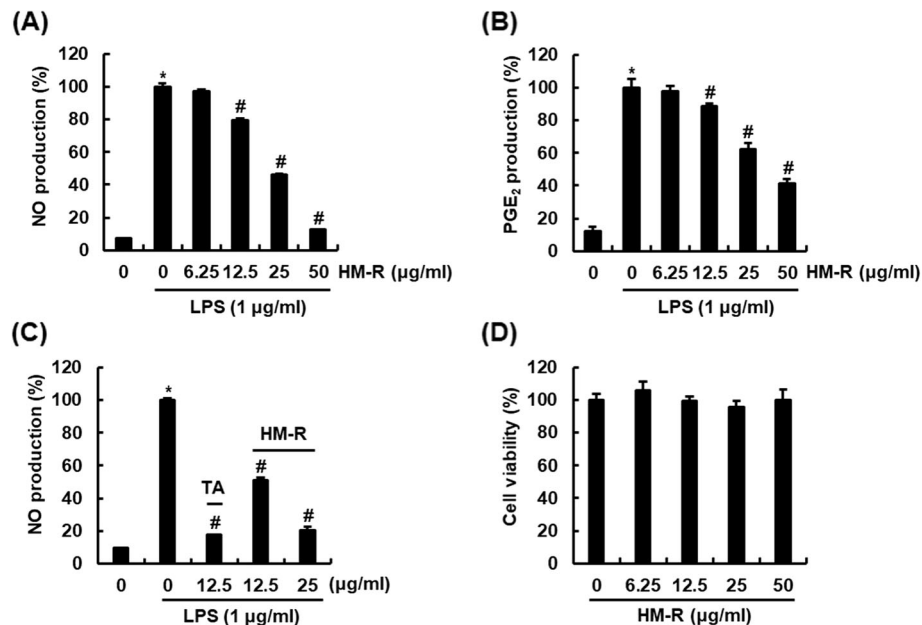 (A)
NO production (%)
120
100
80
60
40
20
0
*
#
#
#
0 0 6.25 12.5 25 50 HM-R (µg/ml)
LPS (1 µg/ml)
(B)
PGE₂ production (%)
120
100
80
60
40
20
0
*
#
#
#
0 0 6.25 12.5 25 50 HM-R (µg/ml)
LPS (1 µg/ml)
(C)
NO production (%)
120
100
80
60
40
20
0
*
HM-R
TA
#
#
#
0 0 12.5 12.5 25 (µg/ml)
LPS (1 µg/ml)
(D)
Cell viability (%)
120
100
80
60
40
20
0
0 6.25 12.5 25 50
HM-R (µg/ml)